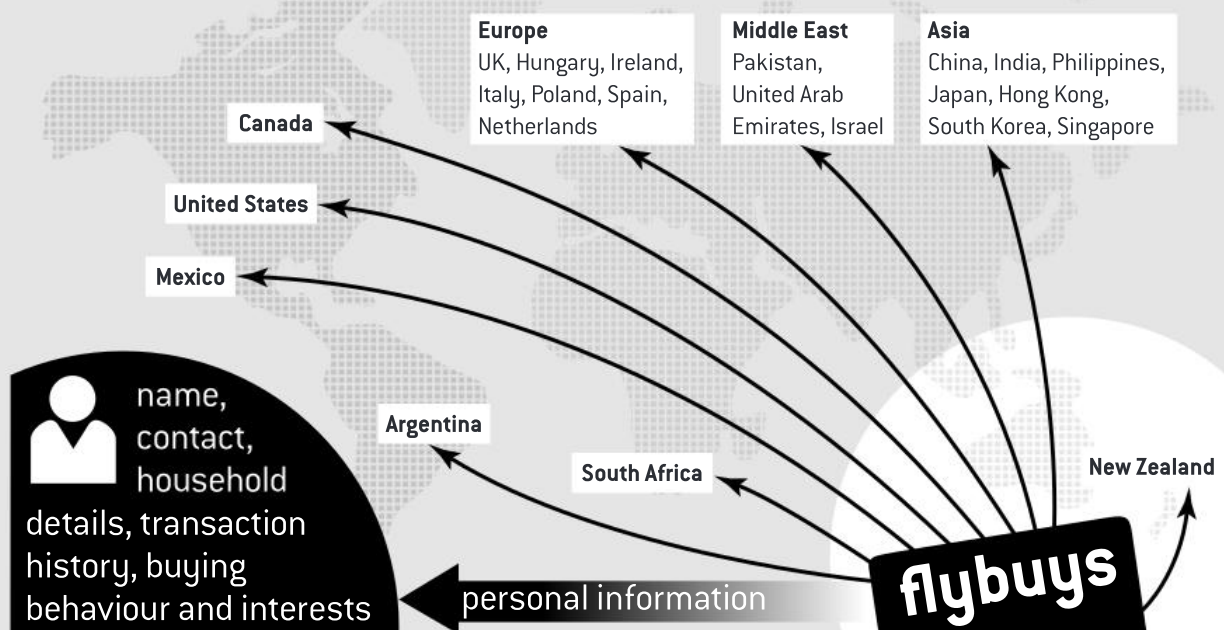 Europe
UK, Hungary, Ireland,
Italy, Poland, Spain,
Netherlands
Middle East
Pakistan,
United Arab
Emirates, Israel
Asia
China, India, Philippines,
Japan, Hong Kong,
South Korea, Singapore
Canada
United States
Mexico
Argentina
South Africa
New Zealand
name,
contact,
household
details, transaction
history, buying
behaviour and interests
personal information
flybuys